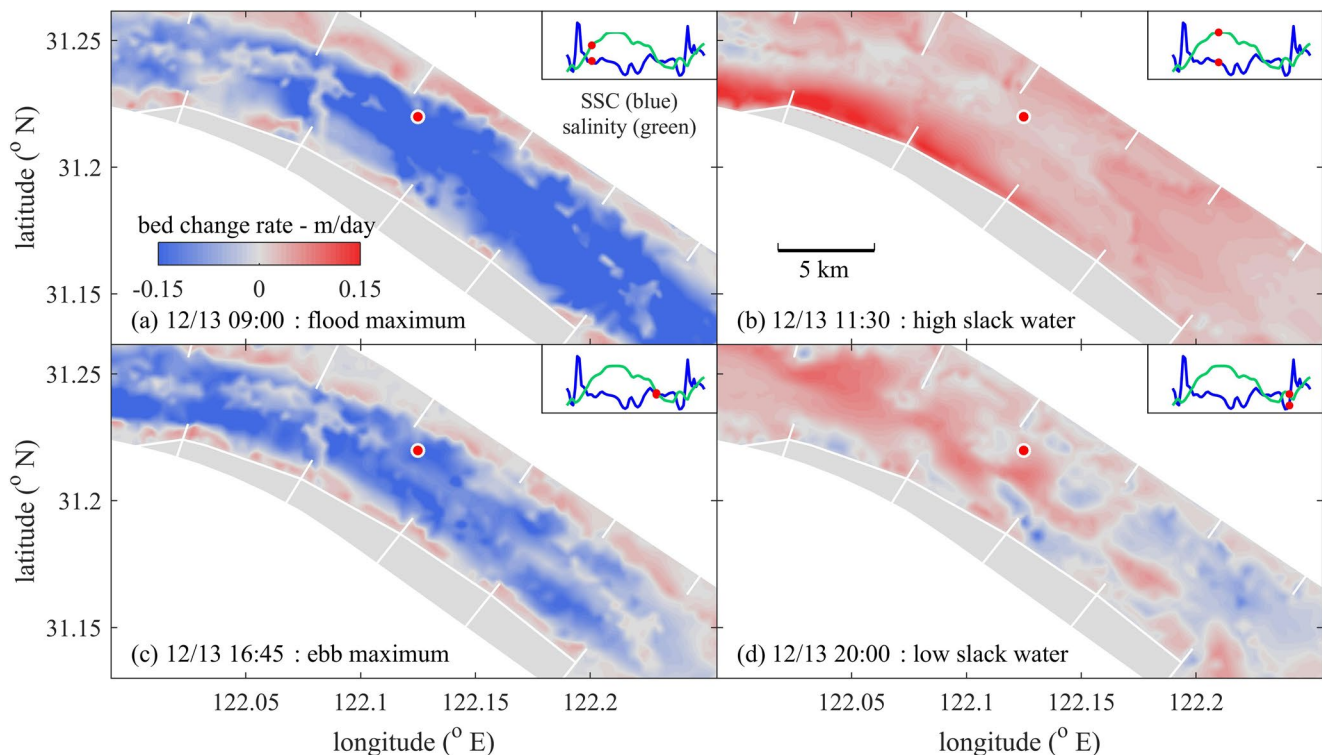 31.25
31.2
31.15
latitude (° N)
SSC (blue)
salinity (green)
bed change rate - m/day
-0.15 0 0.15
5 km
(a) 12/13 09:00 : flood maximum
(b) 12/13 11:30 : high slack water
31.25
31.2
31.15
latitude (° N)
(c) 12/13 16:45 : ebb maximum
(d) 12/13 20:00 : low slack water
122.05 122.1 122.15 122.2
122.05 122.1 122.15 122.2
longitude (° E)
longitude (° E)